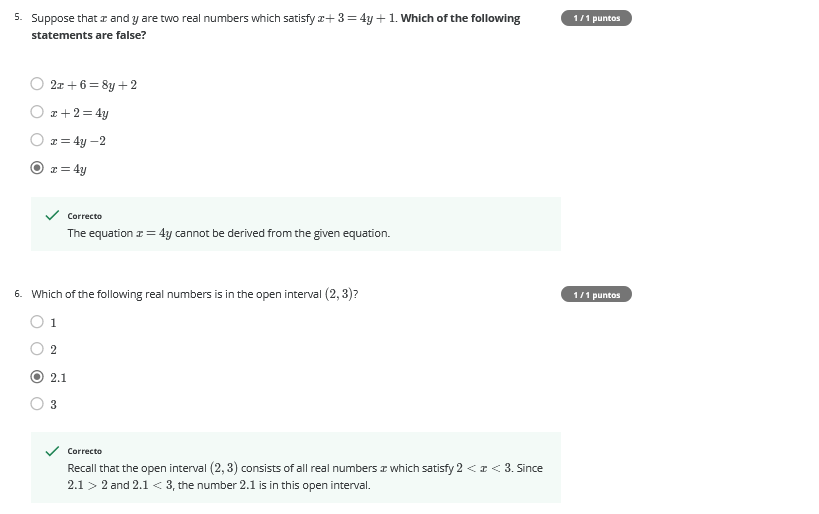 5. Suppose that x and y are two real numbers which satisfy x+ 3 = 4y + 1. Which of the following 1 / 1 puntos
statements are false?
2x + 6 = 8y + 2
x + 2 = 4y
x = 4y −2
x = 4y
Correcto
The equation x = 4y cannot be derived from the given equation.
6. Which of the following real numbers is in the open interval (2, 3)? 1 / 1 puntos
1
2
2.1
3
Correcto
Recall that the open interval (2, 3) consists of all real numbers x which satisfy 2 < x < 3. Since
2.1 > 2 and 2.1 < 3, the number 2.1 is in this open interval.